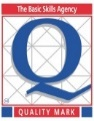 The Basic Skills Agency
Q
QUALITY MARK